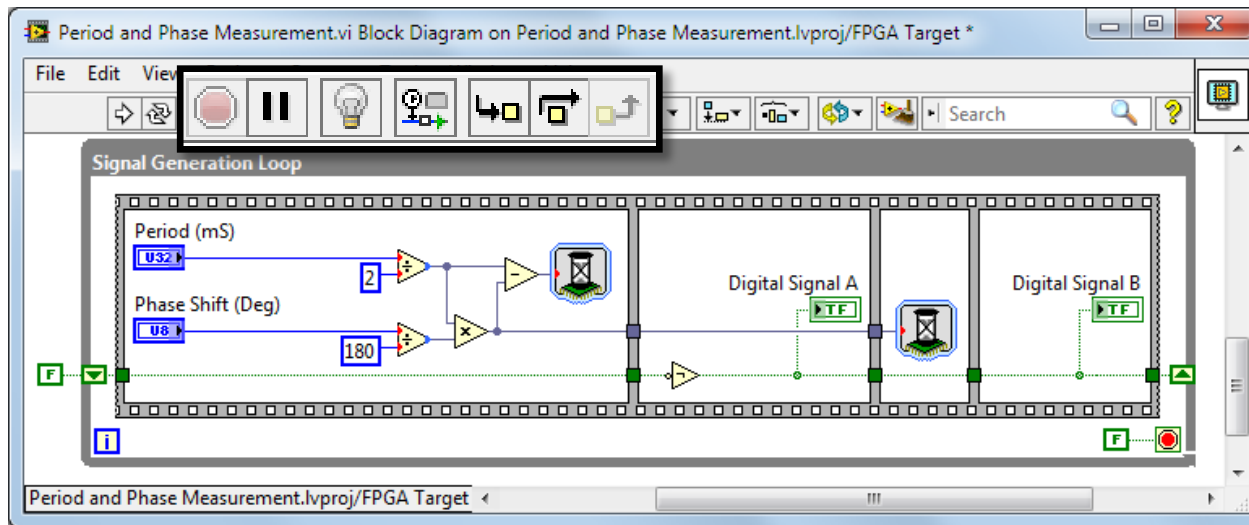 Period and Phase Measurement.vi Block Diagram on Period and Phase Measurement.lvproj/FPGA Target *
File Edit View
Search
Signal Generation Loop
Period (mS)
U32
2
Phase Shift (Deg)
U8
180
Digital Signal A
TF
Digital Signal B
TF
F
i
F
Period and Phase Measurement.lvproj/FPGA Target